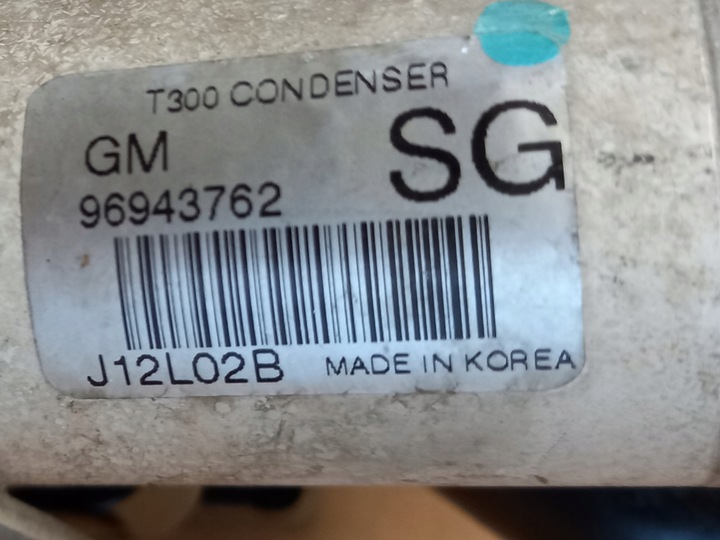 T300 CONDENSER
GM
SG
96943762
J12L02B MADE IN KOREA